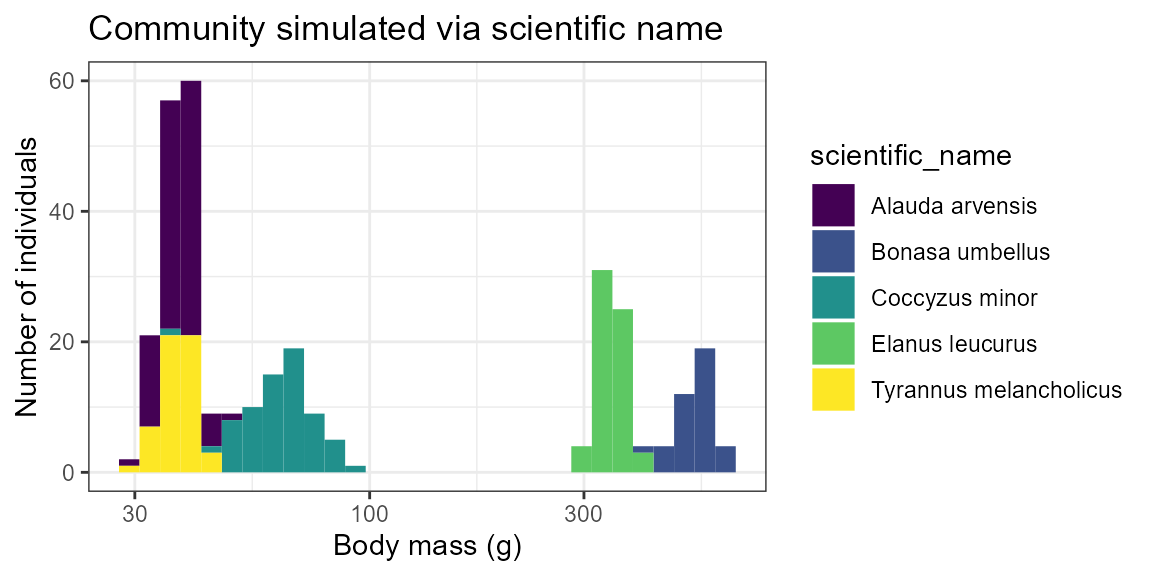 Community simulated via scientific name
Number of individuals
60
40
20
0
30 100 300
Body mass (g)
scientific_name
Alauda arvensis
Bonasa umbellus
Coccyzus minor
Elanus leucurus
Tyrannus melancholicus